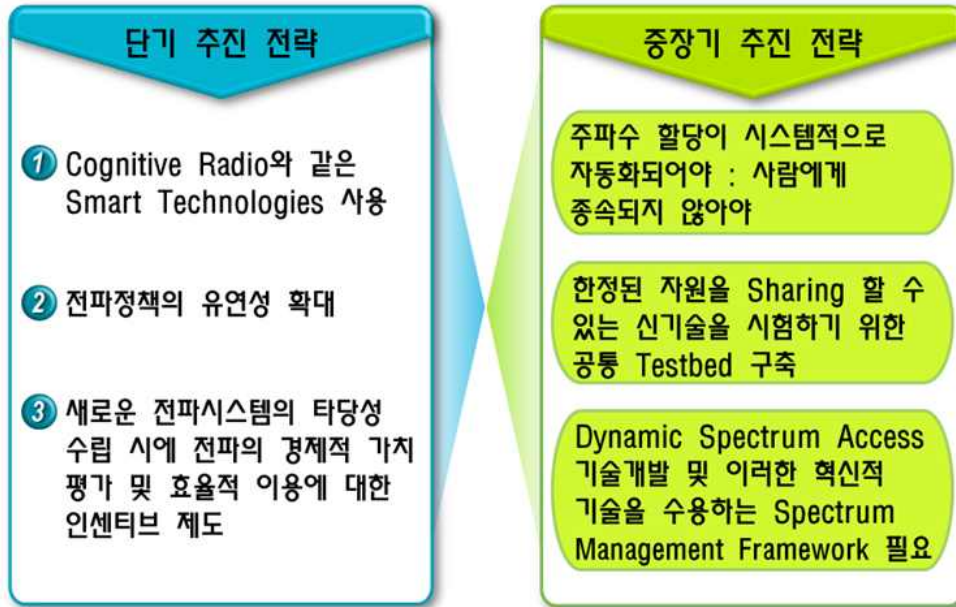 단기 추진 전략
1 Cognitive Radio와 같은
Smart Technologies 사용
2 전파정책의 유연성 확대
3 새로운 전파시스템의 타당성
수립 시에 전파의 경제적 가치
평가 및 효율적 이용에 대한
인센티브 제도
중장기 추진 전략
주파수 할당이 시스템적으로
자동화되어야 : 사람에게
종속되지 않아야
한정된 자원을 Sharing 할 수
있는 신기술을 시험하기 위한
공통 Testbed 구축
Dynamic Spectrum Access
기술개발 및 이러한 혁신적
기술을 수용하는 Spectrum
Management Framework 필요